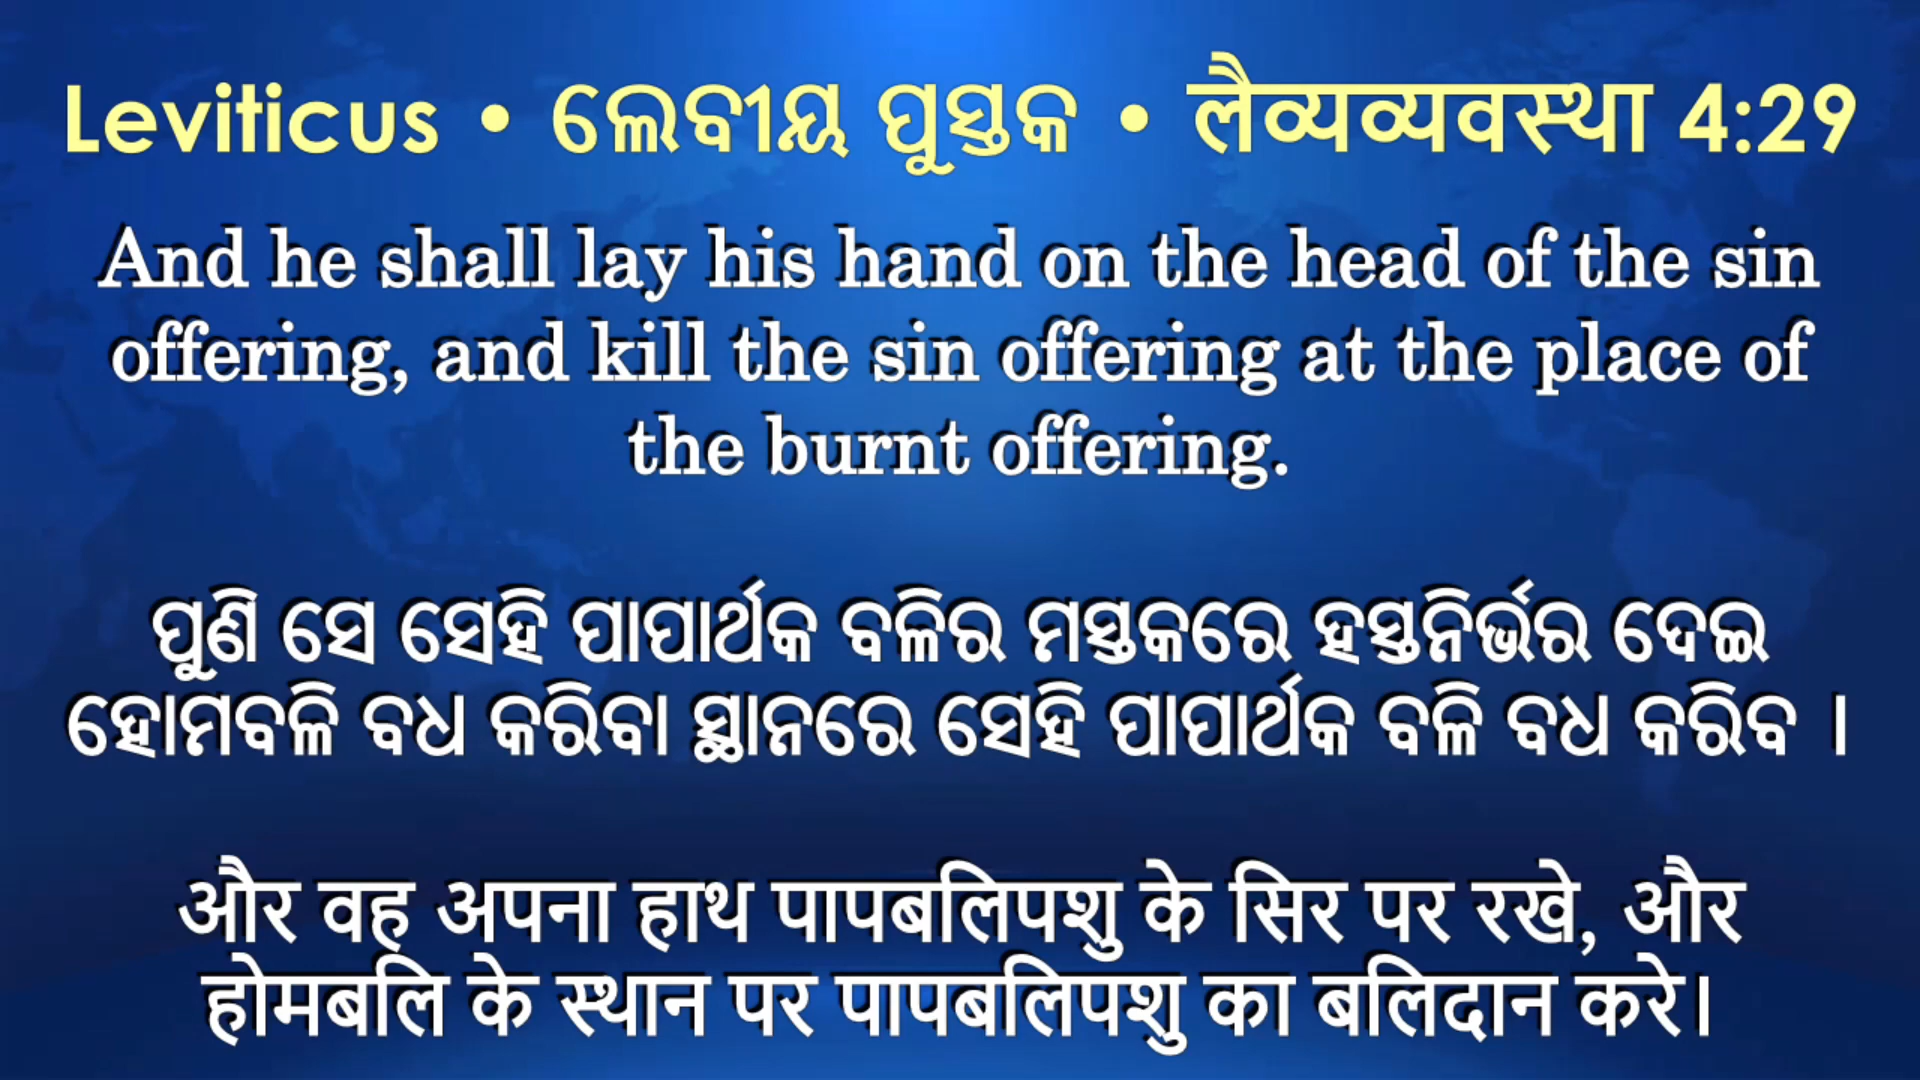 Leviticus • ଲେବୀୟ ପୁସ୍ତକ • लैव्यव्यवस्था 4:29
And he shall lay his hand on the head of the sin
offering, and kill the sin offering at the place of
the burnt offering.
ପୁଣି ସେ ସେହି ପାପାର୍ଥକ ବଳିର ମସ୍ତକରେ ହସ୍ତନିର୍ଭର ଦେଇ
ହୋମବଳି ବଧ କରିବା ସ୍ଥାନରେ ସେହି ପାପାର୍ଥକ ବଳି ବଧ କରିବ ।
और वह अपना हाथ पापबलिपशु के सिर पर रखे, और
होमबलि के स्थान पर पापबलिपशु का बलिदान करे।